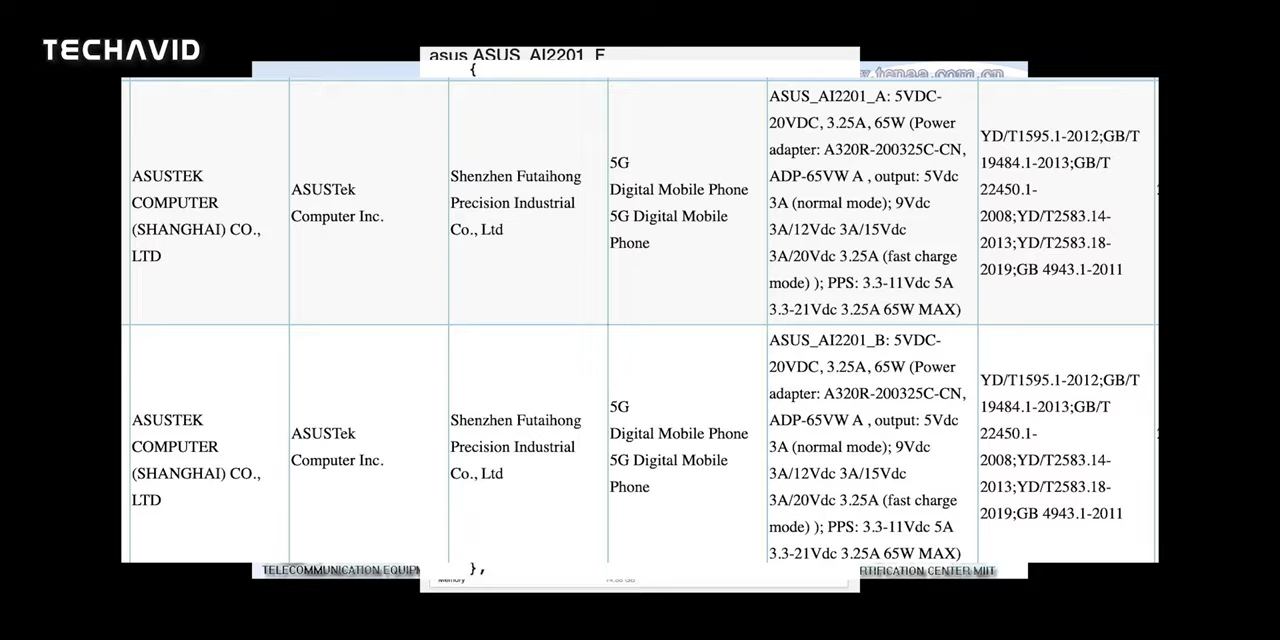 TECHAVID
asus ASUS_AI2201_F
{
w.tenaa.com.cn
ASUSTEK
COMPUTER
(SHANGHAI) CO.,
LTD
ASUSTek
Computer Inc.
Shenzhen Futaihong
Precision Industrial
Co., Ltd
5G
Digital Mobile Phone
5G Digital Mobile
Phone
ASUS_AI2201_A: 5VDC-
20VDC, 3.25A, 65W (Power
adapter: A320R-200325C-CN,
ADP-65VW A , output: 5Vdc
3A (normal mode); 9Vdc
3A/12Vdc 3A/15Vdc
3A/20Vdc 3.25A (fast charge
mode) ); PPS: 3.3-11Vdc 5A
3.3-21Vdc 3.25A 65W MAX)
YD/T1595.1-2012;GB/T
19484.1-2013;GB/T
22450.1-
2008;YD/T2583.14-
2013;YD/T2583.18-
2019;GB 4943.1-2011
ASUSTEK
COMPUTER
(SHANGHAI) CO.,
LTD
ASUSTek
Computer Inc.
Shenzhen Futaihong
Precision Industrial
Co., Ltd
5G
Digital Mobile Phone
5G Digital Mobile
Phone
ASUS_AI2201_B: 5VDC-
20VDC, 3.25A, 65W (Power
adapter: A320R-200325C-CN,
ADP-65VW A , output: 5Vdc
3A (normal mode); 9Vdc
3A/12Vdc 3A/15Vdc
3A/20Vdc 3.25A (fast charge
mode) ); PPS: 3.3-11Vdc 5A
3.3-21Vdc 3.25A 65W MAX)
YD/T1595.1-2012;GB/T
19484.1-2013;GB/T
22450.1-
2008;YD/T2583.14-
2013;YD/T2583.18-
2019;GB 4943.1-2011
TELECOMMUNICATION EQUIPM
},
RTIFICATION CENTER MIIT
Memory